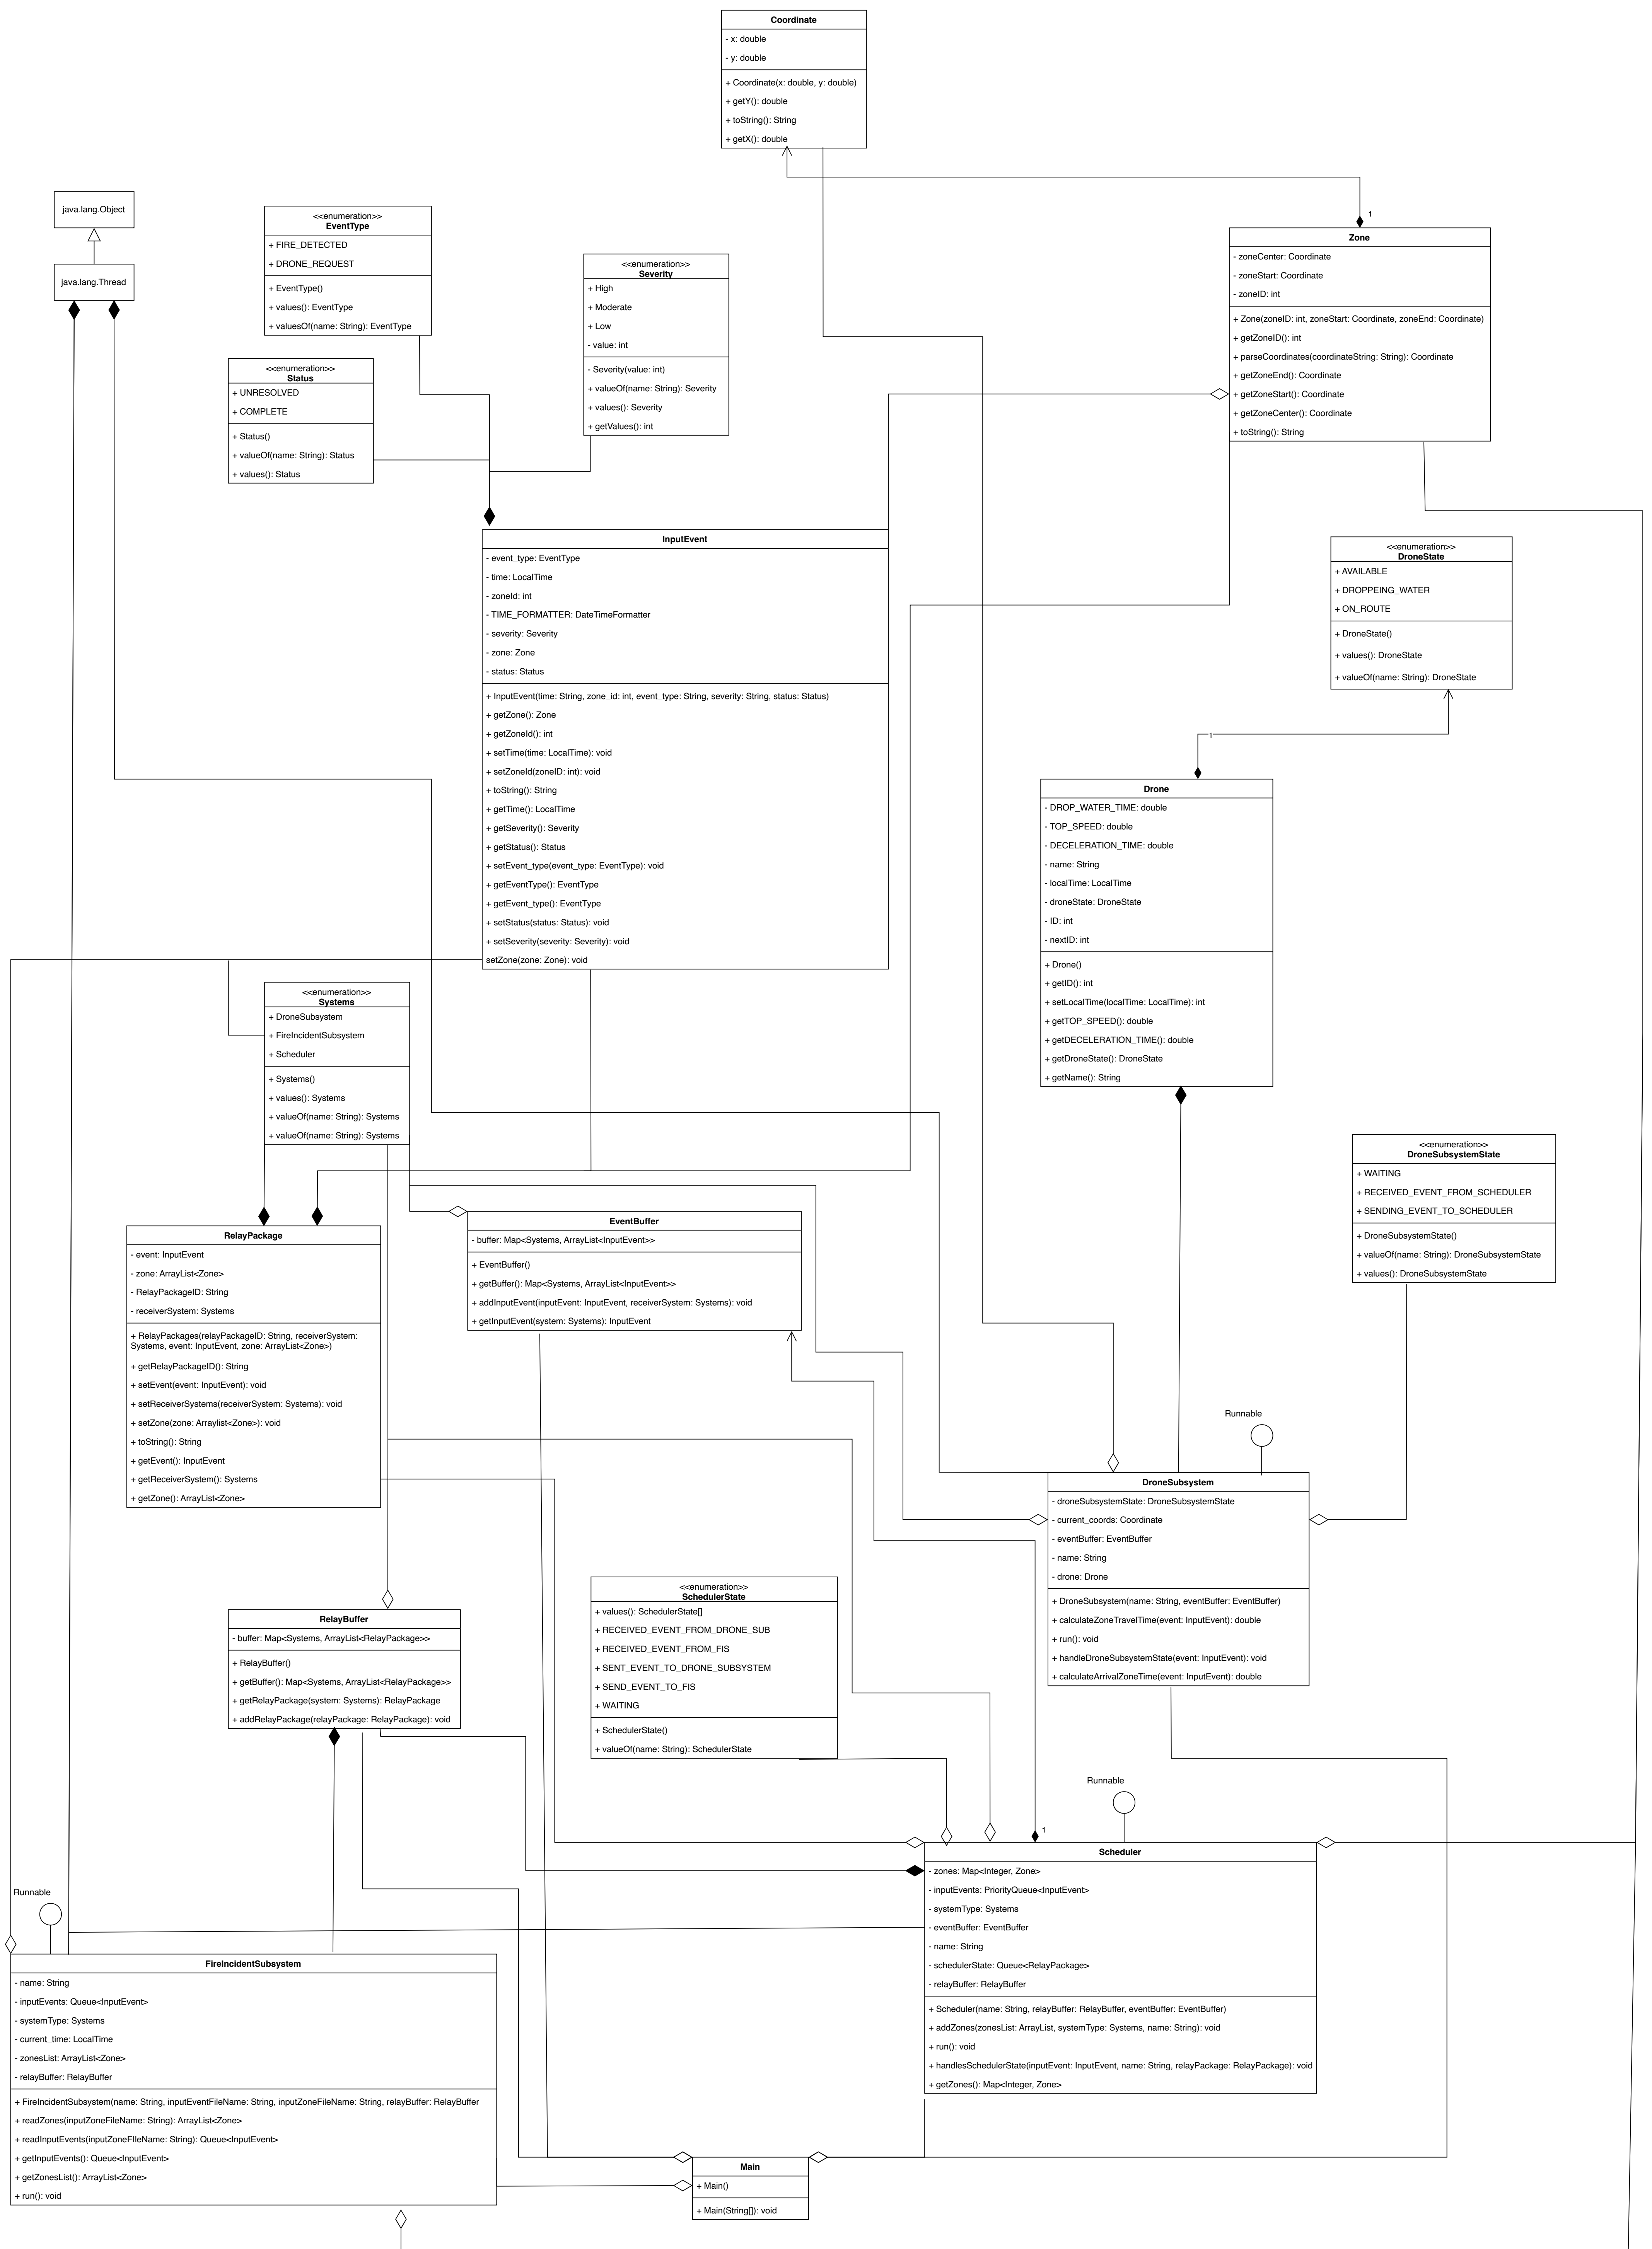 Coordinate
- x: double
- y: double
+ Coordinate(x: double, y: double)
+ getY(): double
+ toString(): String
+ getX(): double
java.lang.Object
java.lang.Thread
<<enumeration>>
EventType
+ FIRE_DETECTED
+ DRONE_REQUEST
+ EventType()
+ values(): EventType
+ valuesOf(name: String): EventType
<<enumeration>>
Severity
+ High
+ Moderate
+ Low
- value: int
- Severity(value: int)
+ valueOf(name: String): Severity
+ values(): Severity
+ getValues(): int
1
Zone
- zoneCenter: Coordinate
- zoneStart: Coordinate
- zoneID: int
+ Zone(zoneID: int, zoneStart: Coordinate, zoneEnd: Coordinate)
+ getZoneID(): int
+ parseCoordinates(coordinateString: String): Coordinate
+ getZoneEnd(): Coordinate
+ getZoneStart(): Coordinate
+ getZoneCenter(): Coordinate
+ toString(): String
<<enumeration>>
Status
+ UNRESOLVED
+ COMPLETE
+ Status()
+ valueOf(name: String): Status
+ values(): Status
InputEvent
- event_type: EventType
- time: LocalTime
- zoneId: int
- TIME_FORMATTER: DateTimeFormatter
- severity: Severity
- zone: Zone
- status: Status
+ InputEvent(time: String, zone_id: int, event_type: String, severity: String, status: Status)
+ getZone(): Zone
+ getZoneId(): int
+ setTime(time: LocalTime): void
+ setZoneId(zoneID: int): void
+ toString(): String
+ getTime(): LocalTime
+ getSeverity(): Severity
+ getStatus(): Status
+ setEvent_type(event_type: EventType): void
+ getEventType(): EventType
+ getEvent_type(): EventType
+ setStatus(status: Status): void
+ setSeverity(severity: Severity): void
setZone(zone: Zone): void
<<enumeration>>
DroneState
+ AVAILABLE
+ DROPPEING_WATER
+ ON_ROUTE
+ DroneState()
+ values(): DroneState
+ valueOf(name: String): DroneState
1
Drone
- DROP_WATER_TIME: double
- TOP_SPEED: double
- DECELERATION_TIME: double
- name: String
- localTime: LocalTime
- droneState: DroneState
- ID: int
- nextID: int
+ Drone()
+ getID(): int
+ setLocalTime(localTime: LocalTime): int
+ getTOP_SPEED(): double
+ getDECELERATION_TIME(): double
+ getDroneState(): DroneState
+ getName(): String
<<enumeration>>
Systems
+ DroneSubsystem
+ FireIncidentSubsystem
+ Scheduler
+ Systems()
+ values(): Systems
+ valueOf(name: String): Systems
+ valueOf(name: String): Systems
<<enumeration>>
DroneSubsystemState
+ WAITING
+ RECEIVED_EVENT_FROM_SCHEDULER
+ SENDING_EVENT_TO_SCHEDULER
+ DroneSubsystemState()
+ valueOf(name: String): DroneSubsystemState
+ values(): DroneSubsystemState
RelayPackage
- event: InputEvent
- zone: ArrayList<Zone>
- RelayPackageID: String
- receiverSystem: Systems
+ RelayPackages(relayPackageID: String, receiverSystem:
Systems, event: InputEvent, zone: ArrayList<Zone>)
+ getRelayPackageID(): String
+ setEvent(event: InputEvent): void
+ setReceiverSystems(receiverSystem: Systems): void
+ setZone(zone: Arraylist<Zone>): void
+ toString(): String
+ getEvent(): InputEvent
+ getReceiverSystem(): Systems
+ getZone(): ArrayList<Zone>
EventBuffer
- buffer: Map<Systems, ArrayList<InputEvent>>
+ EventBuffer()
+ getBuffer(): Map<Systems, ArrayList<InputEvent>>
+ addInputEvent(inputEvent: InputEvent, receiverSystem: Systems): void
+ getInputEvent(system: Systems): InputEvent
Runnable
DroneSubsystem
- droneSubsystemState: DroneSubsystemState
- current_coords: Coordinate
- eventBuffer: EventBuffer
- name: String
- drone: Drone
+ DroneSubsystem(name: String, eventBuffer: EventBuffer)
+ calculateZoneTravelTime(event: InputEvent): double
+ run(): void
+ handleDroneSubsystemState(event: InputEvent): void
+ calculateArrivalZoneTime(event: InputEvent): double
<<enumeration>>
SchedulerState
+ values(): SchedulerState[]
+ RECEIVED_EVENT_FROM_DRONE_SUB
+ RECEIVED_EVENT_FROM_FIS
+ SENT_EVENT_TO_DRONE_SUBSYSTEM
+ SEND_EVENT_TO_FIS
+ WAITING
+ SchedulerState()
+ valueOf(name: String): SchedulerState
RelayBuffer
- buffer: Map<Systems, ArrayList<RelayPackage>>
+ RelayBuffer()
+ getBuffer(): Map<Systems, ArrayList<RelayPackage>>
+ getRelayPackage(system: Systems): RelayPackage
+ addRelayPackage(relayPackage: RelayPackage): void
Runnable
1
Scheduler
- zones: Map<Integer, Zone>
- inputEvents: PriorityQueue<InputEvent>
- systemType: Systems
- eventBuffer: EventBuffer
- name: String
- schedulerState: Queue<RelayPackage>
- relayBuffer: RelayBuffer
+ Scheduler(name: String, relayBuffer: RelayBuffer, eventBuffer: EventBuffer)
+ addZones(zonesList: ArrayList, systemType: Systems, name: String): void
+ run(): void
+ handlesSchedulerState(inputEvent: InputEvent, name: String, relayPackage: RelayPackage): void
+ getZones(): Map<Integer, Zone>
Runnable
FireIncidentSubsystem
- name: String
- inputEvents: Queue<InputEvent>
- systemType: Systems
- current_time: LocalTime
- zonesList: ArrayList<Zone>
- relayBuffer: RelayBuffer
+ FireIncidentSubsystem(name: String, inputEventFileName: String, inputZoneFileName: String, relayBuffer: RelayBuffer
+ readZones(inputZoneFileName: String): ArrayList<Zone>
+ readInputEvents(inputZoneFIleName: String): Queue<InputEvent>
+ getInputEvents(): Queue<InputEvent>
+ getZonesList(): ArrayList<Zone>
+ run(): void
Main
+ Main()
+ Main(String[]): void